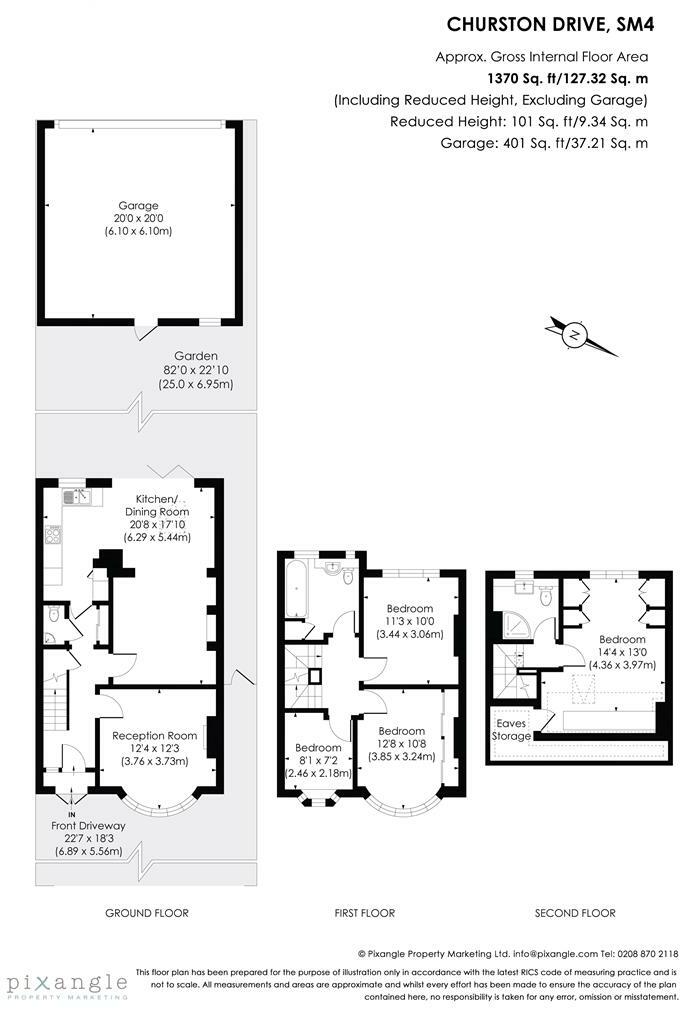 CHURSTON DRIVE, SM4
Approx. Gross Internal Floor Area
1370 Sq. ft/127.32 Sq. m
(Including Reduced Height, Excluding Garage)
Reduced Height: 101 Sq. ft/9.34 Sq. m
Garage: 401 Sq. ft/37.21 Sq. m
Garage
20'0 x 20'0
(6.10 x 6.10m)
N
Garden
82'0 x 22'10
(25.0 x 6.95m)
Kitchen/
Dining Room
20'8 x 17'10
(6.29 x 5.44m)
Reception Room
12'4 x 12'3
(3.76 x 3.73m)
IN
Front Driveway
22'7 x 18'3
(6.89 x 5.56m)
Bedroom
11'3 x 10'0
(3.44 x 3.06m)
Bedroom
12'8 x 10'8
(3.85 x 3.24m)
Bedroom
8'1 x 7'2
(2.46 x 2.18m)
Bedroom
14'4 x 13'0
(4.36 x 3.97m)
Eaves
Storage
GROUND FLOOR
FIRST FLOOR
SECOND FLOOR
© Pixangle Property Marketing Ltd. info@pixangle.com Tel: 0208 870 2118
pixangle
PROPERTY MARKETING
This floor plan has been prepared for the purpose of illustration only in accordance with the latest RICS code of measuring practice and is
not to scale. All measurements and areas are approximate and whilst every effort has been made to ensure the accuracy of the plan
contained here, no responsibility is taken for any error, omission or misstatement.